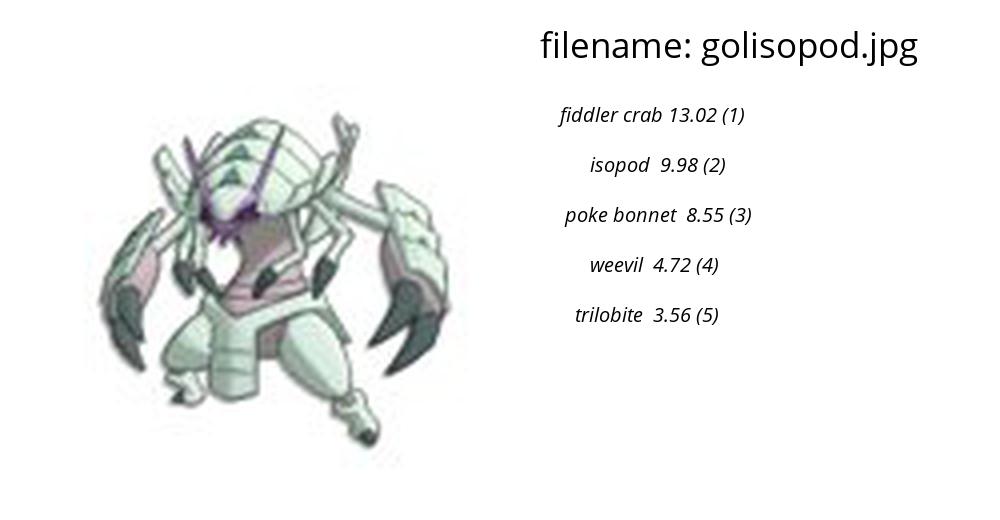 filename: golisopod.jpg
fiddler crab 13.02 (1)
isopod 9.98 (2)
poke bonnet 8.55 (3)
weevil 4.72 (4)
trilobite 3.56 (5)